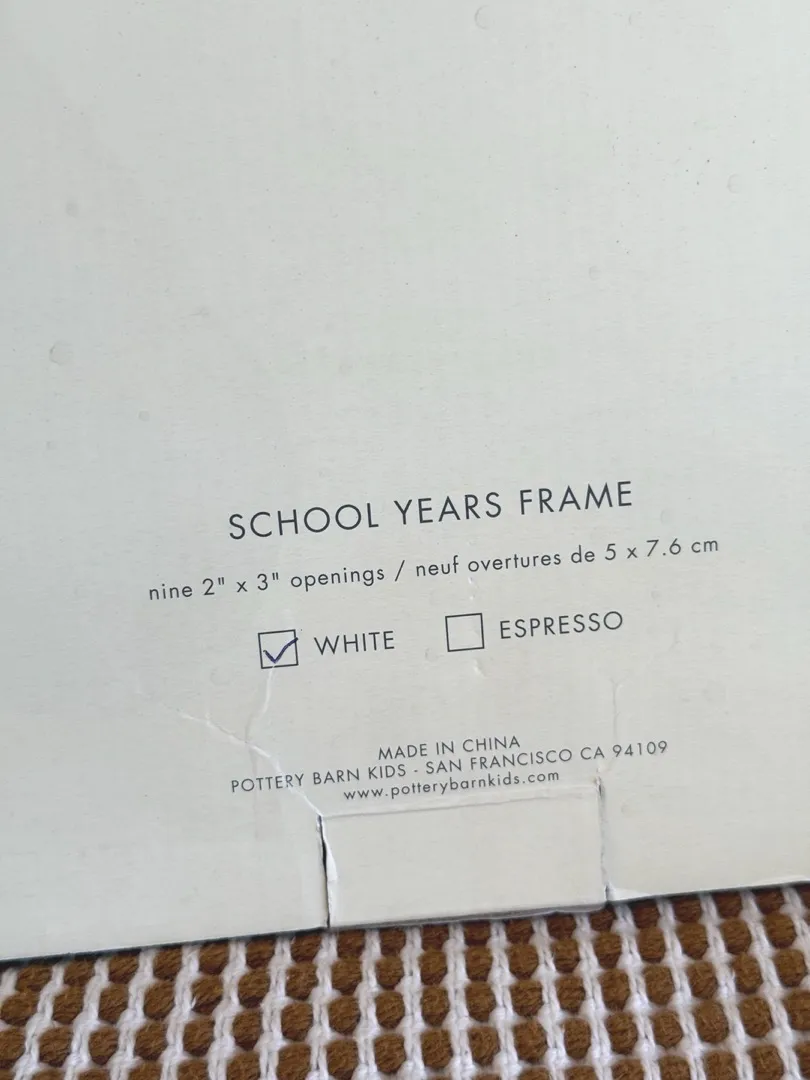 SCHOOL YEARS FRAME
nine 2" x 3" openings / neuf overtures de 5 x 7.6 cm
WHITE ESPRESSO
MADE IN CHINA
POTTERY BARN KIDS - SAN FRANCISCO CA 94109
www.potterybarnkids.com